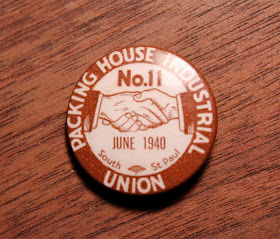 PACKING HOUSE INDUSTRIAL
No.11
JUNE 1940
South St Paul
UNION